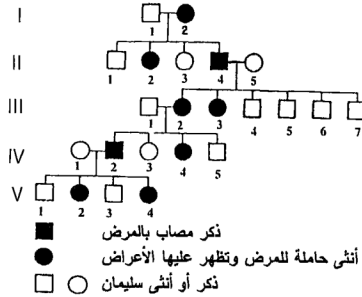 I
1 2
II
1 2 3 4 5
III
1 2 3 4 5 6 7
IV
1 2 3 4 5
V
1 2 3 4
ذكر مصاب بالمرض
أنثى حاملة للمرض وتظهر عليها الأعراض
ذكر أو أنثى سليمان